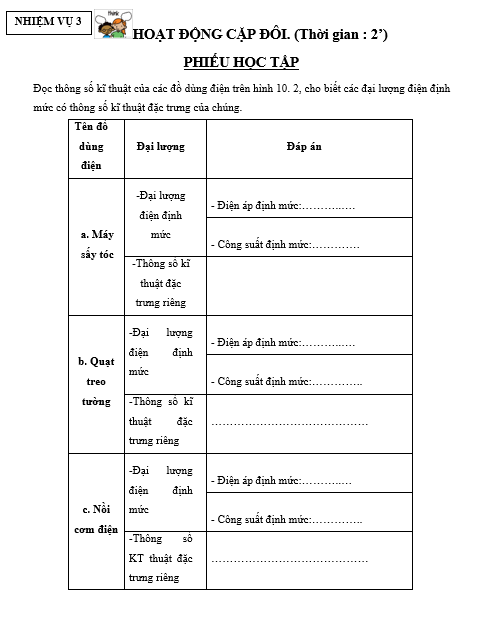 NHIỆM VỤ 3
Think
HOẠT ĐỘNG CẶP ĐÔI. (Thời gian : 2’)
PHIẾU HỌC TẬP
Đọc thông số kĩ thuật của các đồ dùng điện trên hình 10. 2, cho biết các đại lượng điện định
mức có thông số kĩ thuật đặc trưng của chúng.
Tên đồ
dùng
điện
Đại lượng
Đáp án
a. Máy
sấy tóc
-Đại lượng
điện định
mức
- Điện áp định mức:…………….
- Công suất định mức:………….
-Thông số kĩ
thuật đặc
trưng riêng
b. Quạt
treo
tường
-Đại lượng
điện định
mức
- Điện áp định mức:…………….
- Công suất định mức:…………..
-Thông số kĩ
thuật đặc
trưng riêng
……………………………………
c. Nồi
cơm điện
-Đại lượng
điện định
mức
- Điện áp định mức:……………
- Công suất định mức:…………..
-Thông số
KT thuật đặc
trưng riêng
……………………………………